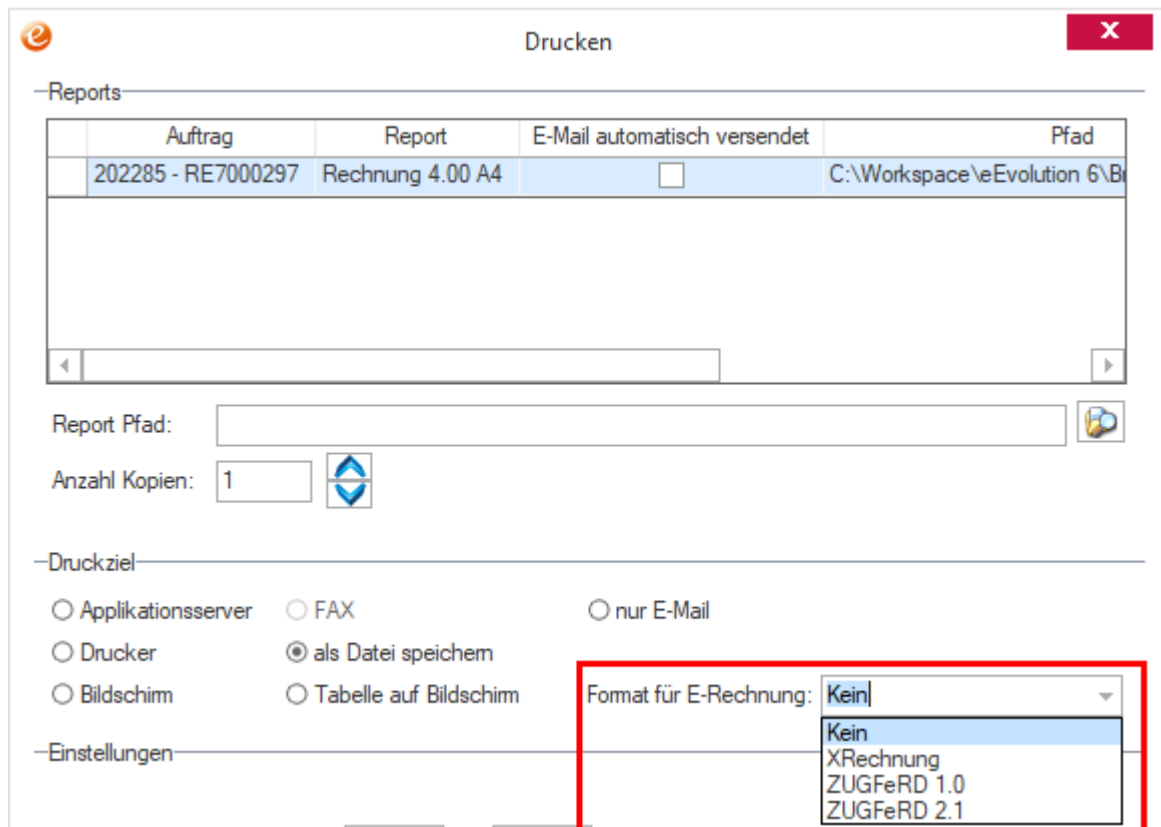 Drucken
x
Reports
Auftrag Report E-Mail automatisch versendet Pfad
202285 - RE7000297 Rechnung 4.00 A4 C:\Workspace\eEvolution 6\
Report Pfad:
Anzahl Kopien: 1
Druckziel
Applikationsserver FAX nur E-Mail
Drucker als Datei speichern
Bildschirm Tabelle auf Bildschirm Format für E-Rechnung: Kein
Kein
Einstellungen
XRechnung
ZUGFeRD 1.0
ZUGFeRD 2.1